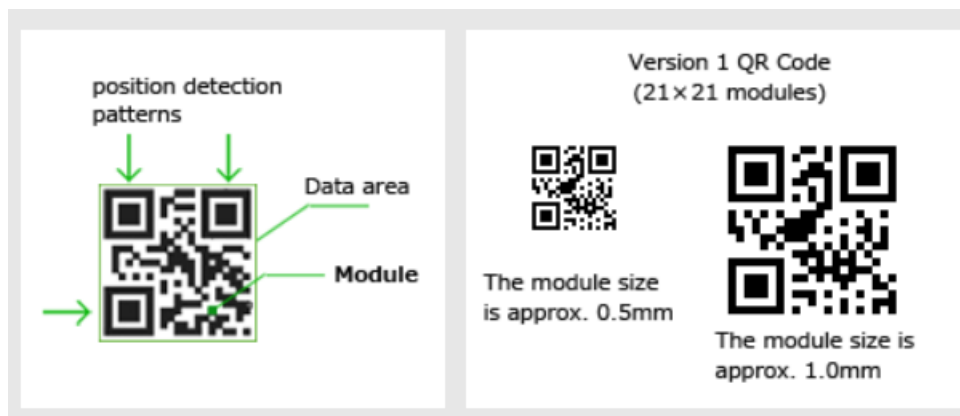 position detection
patterns
Data area
Module
Version 1 QR Code
(21×21 modules)
The module size
is approx. 0.5mm
The module size is
approx. 1.0mm